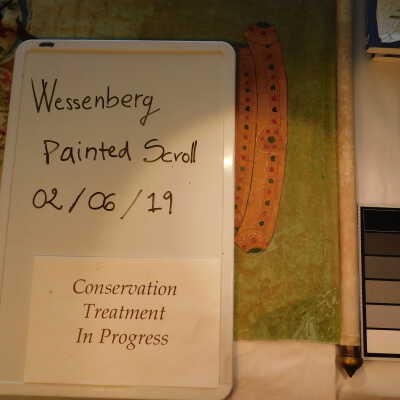 Wessenberg
Painted Scroll
02/06/19
Conservation
Treatment
In Progress